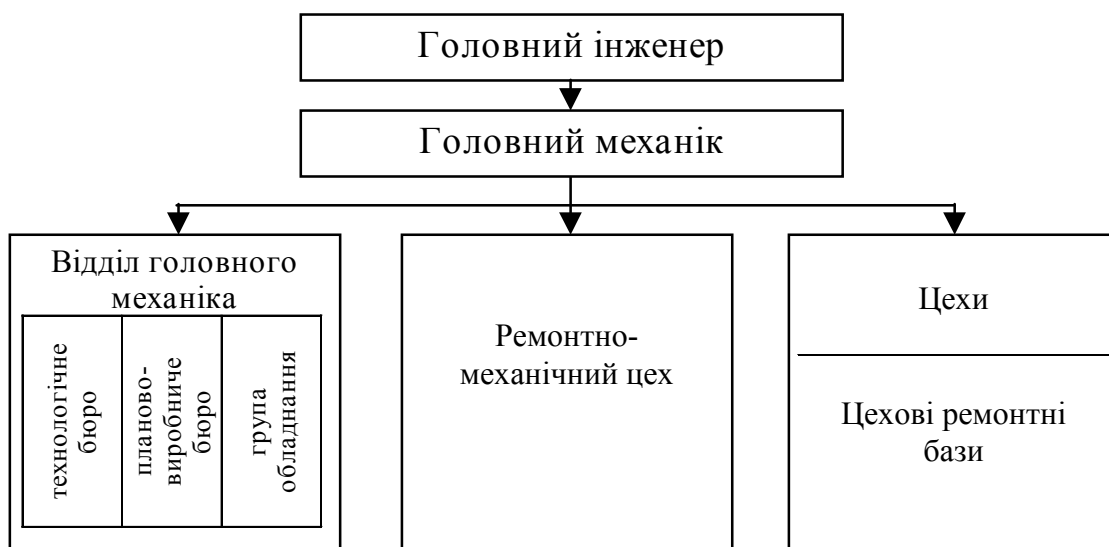 Головний інженер
Головний механік
Відділ головного
механіка
технологічне
бюро
планово-
виробниче
бюро
група
обладнання
Ремонтно-
механічний цех
Цехи
Цехові ремонтні
бази